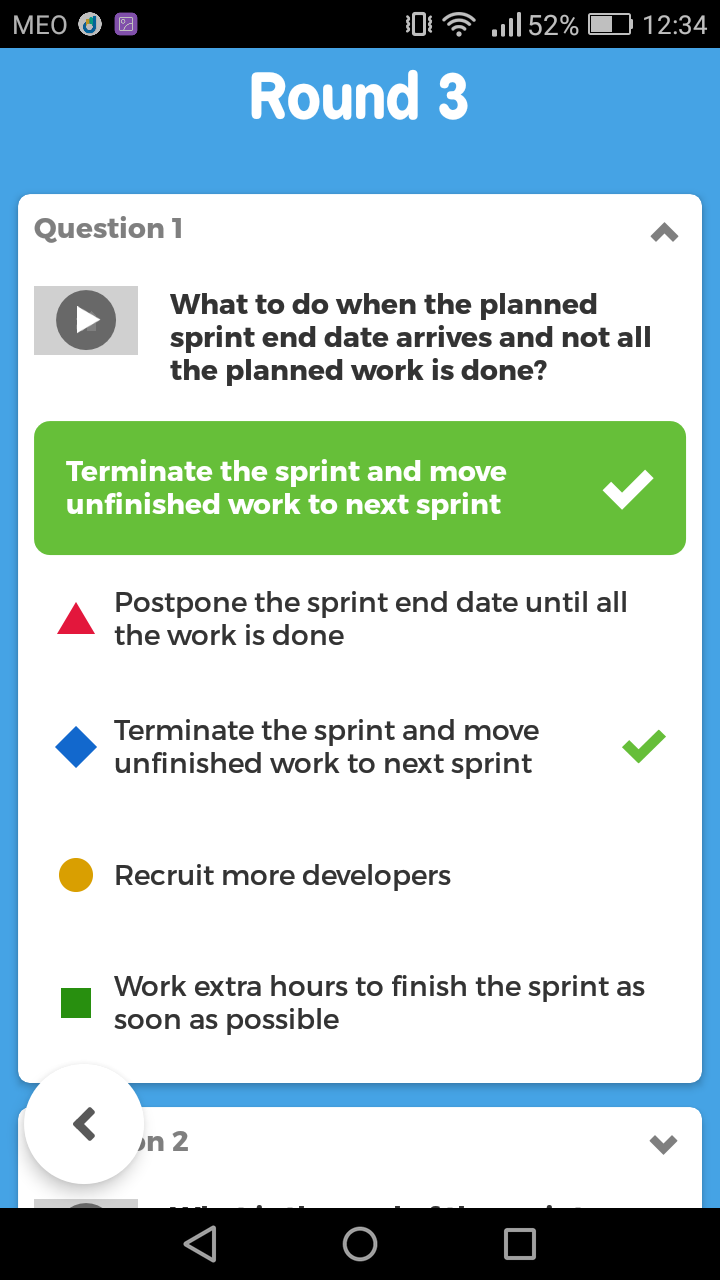 MEO 52% 12:34
Round 3
Question 1
What to do when the planned
sprint end date arrives and not all
the planned work is done?
Terminate the sprint and move
unfinished work to next sprint
Postpone the sprint end date until all
the work is done
Terminate the sprint and move
unfinished work to next sprint
Recruit more developers
Work extra hours to finish the sprint as
soon as possible
on 2